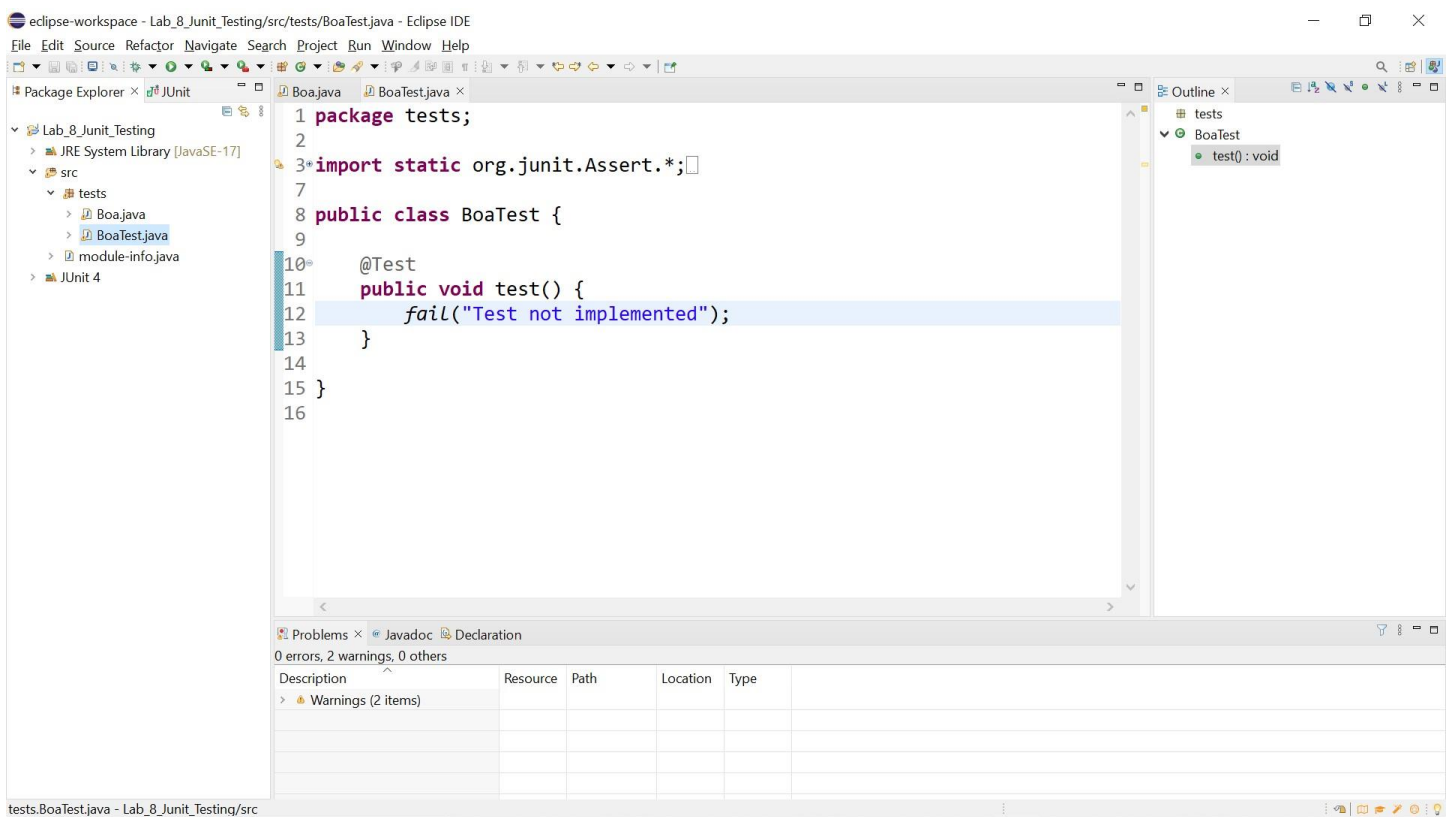 eclipse-workspace - Lab_8_Junit_Testing/src/tests/BoaTest.java - Eclipse IDE
File Edit Source Refactor Navigate Search Project Run Window Help
Package Explorer
JUnit
Lab_8_Junit_Testing
JRE System Library [JavaSE-17]
src
tests
Boa.java
BoaTest.java
module-info.java
JUnit 4
Boa.java
BoaTest.java
1 package tests;
2
3 import static org.junit.Assert.*;
7
8 public class BoaTest {
9
10 @Test
11 public void test() {
12 fail("Test not implemented");
13 }
14
15 }
16
Outline
tests
BoaTest
test() : void
Problems
Javadoc
Declaration
0 errors, 2 warnings, 0 others
Description Resource Path Location Type
Warnings (2 items)
tests.BoaTest.java - Lab_8_Junit_Testing/src